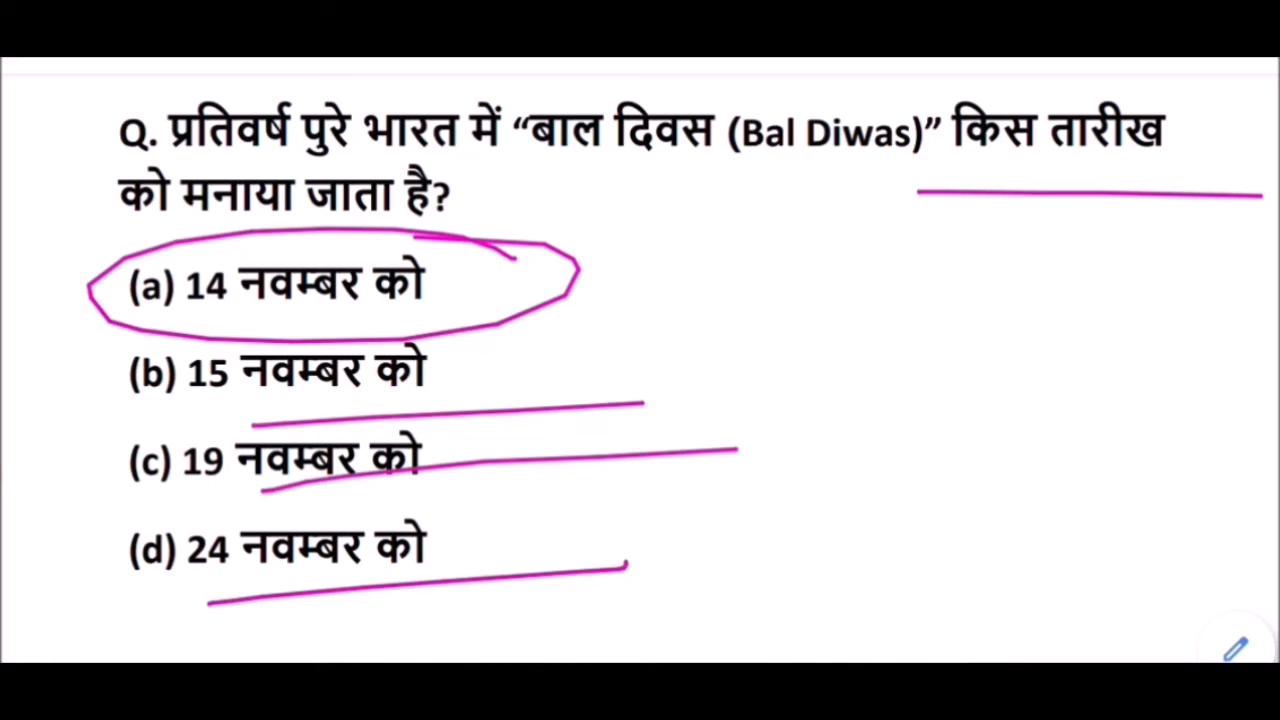 Q. प्रतिवर्ष पुरे भारत में “बाल दिवस (Bal Diwas)” किस तारीख
को मनाया जाता है?
(a) 14 नवम्बर को
(b) 15 नवम्बर को
(c) 19 नवम्बर को
(d) 24 नवम्बर को